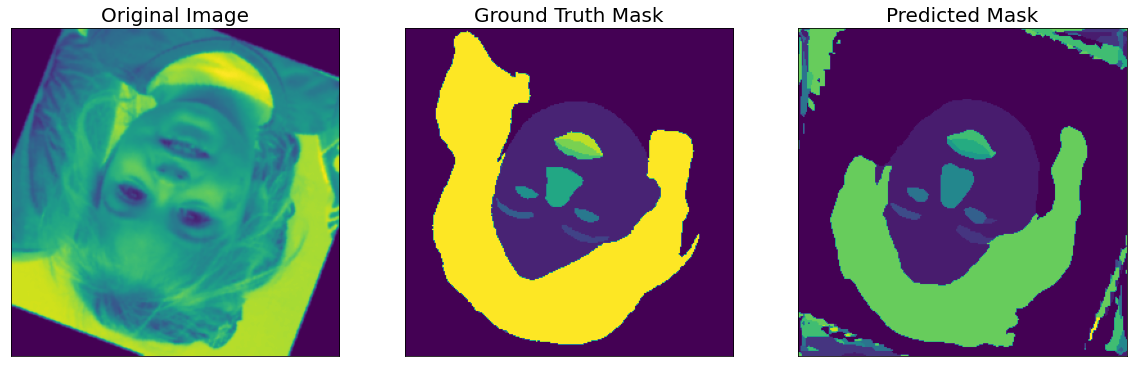 Original Image
Ground Truth Mask
Predicted Mask